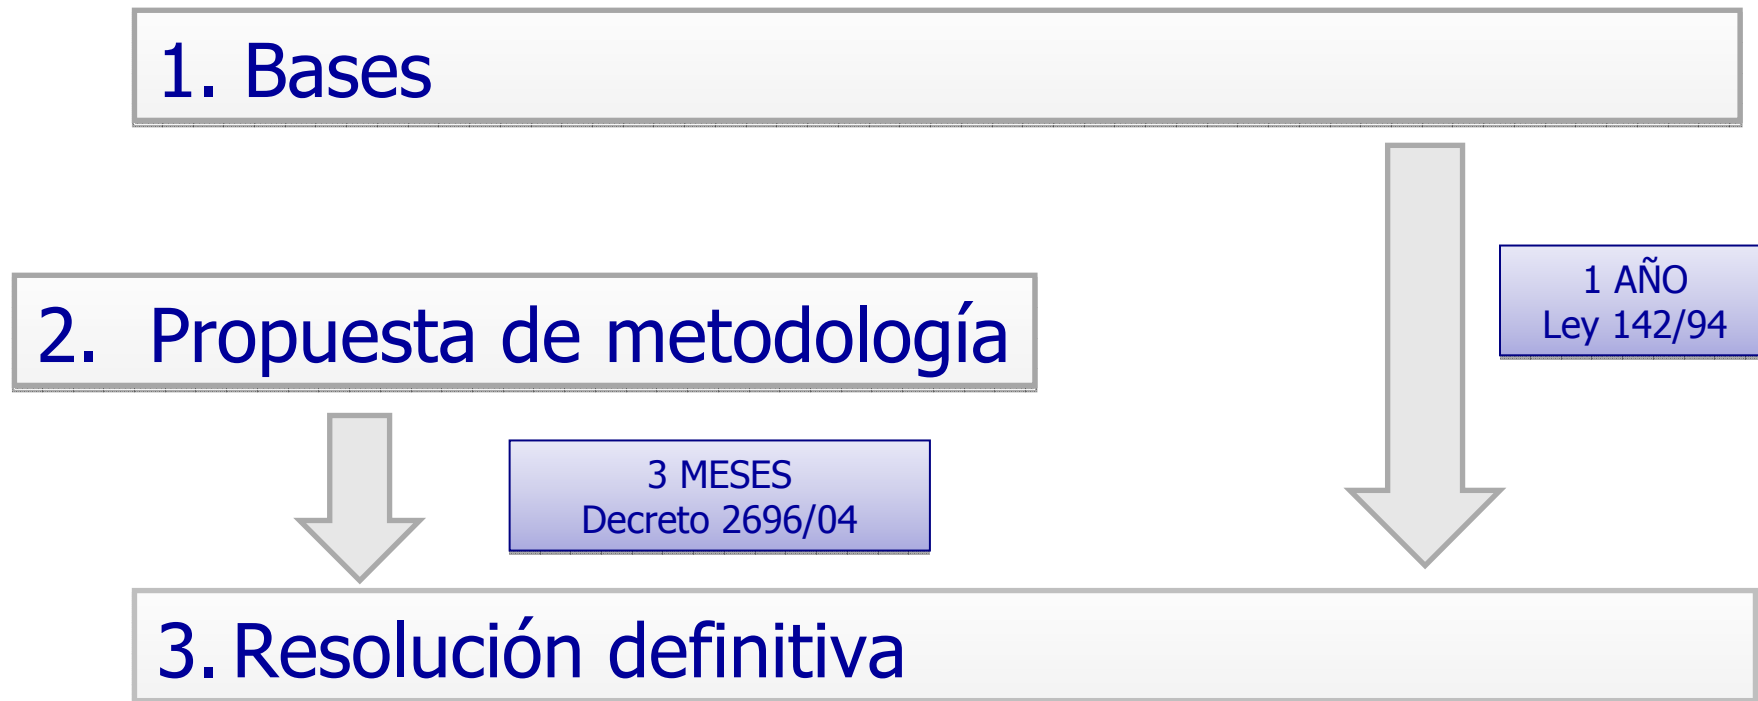 1. Bases
1 AÑO
Ley 142/94
2. Propuesta de metodología
3 MESES
Decreto 2696/04
3. Resolución definitiva